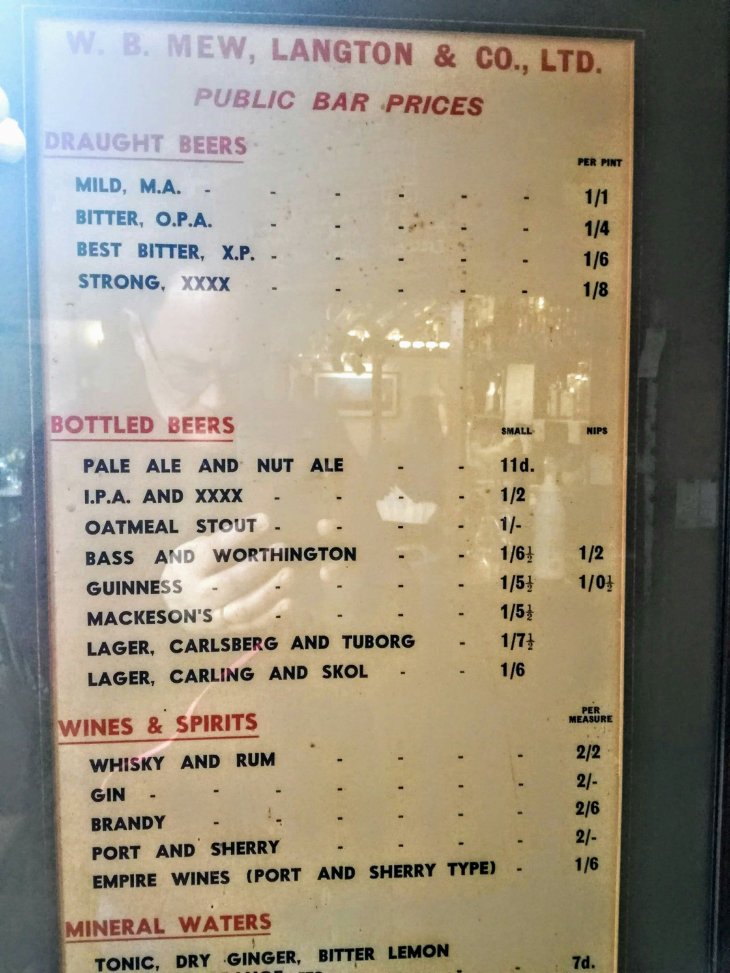 W. B. MEW, LANGTON & CO., LTD.
PUBLIC BAR PRICES
DRAUGHT BEERS
PER PINT
MILD, M.A. - - - - - - 1/1
BITTER, O.P.A. - - - - - 1/4
BEST BITTER, X.P. - - - - - 1/6
STRONG, XXXX - - - - - 1/8
BOTTLED BEERS SMALL NIPS
PALE ALE AND NUT ALE - - 11d.
I.P.A. AND XXXX - - - - 1/2
OATMEAL STOUT - - - - 1/-
BASS AND WORTHINGTON - - 1/6½ 1/2
GUINNESS - - - - - 1/5½ 1/0½
MACKESON'S - - - - 1/5½
LAGER, CARLSBERG AND TUBORG - 1/7½
LAGER, CARLING AND SKOL - - 1/6
WINES & SPIRITS PER MEASURE
WHISKY AND RUM - - - - 2/2
GIN - - - - - - - 2/-
BRANDY - - - - - - 2/6
PORT AND SHERRY - - - - 2/-
EMPIRE WINES (PORT AND SHERRY TYPE) - 1/6
MINERAL WATERS
TONIC, DRY GINGER, BITTER LEMON
- - - 7d.